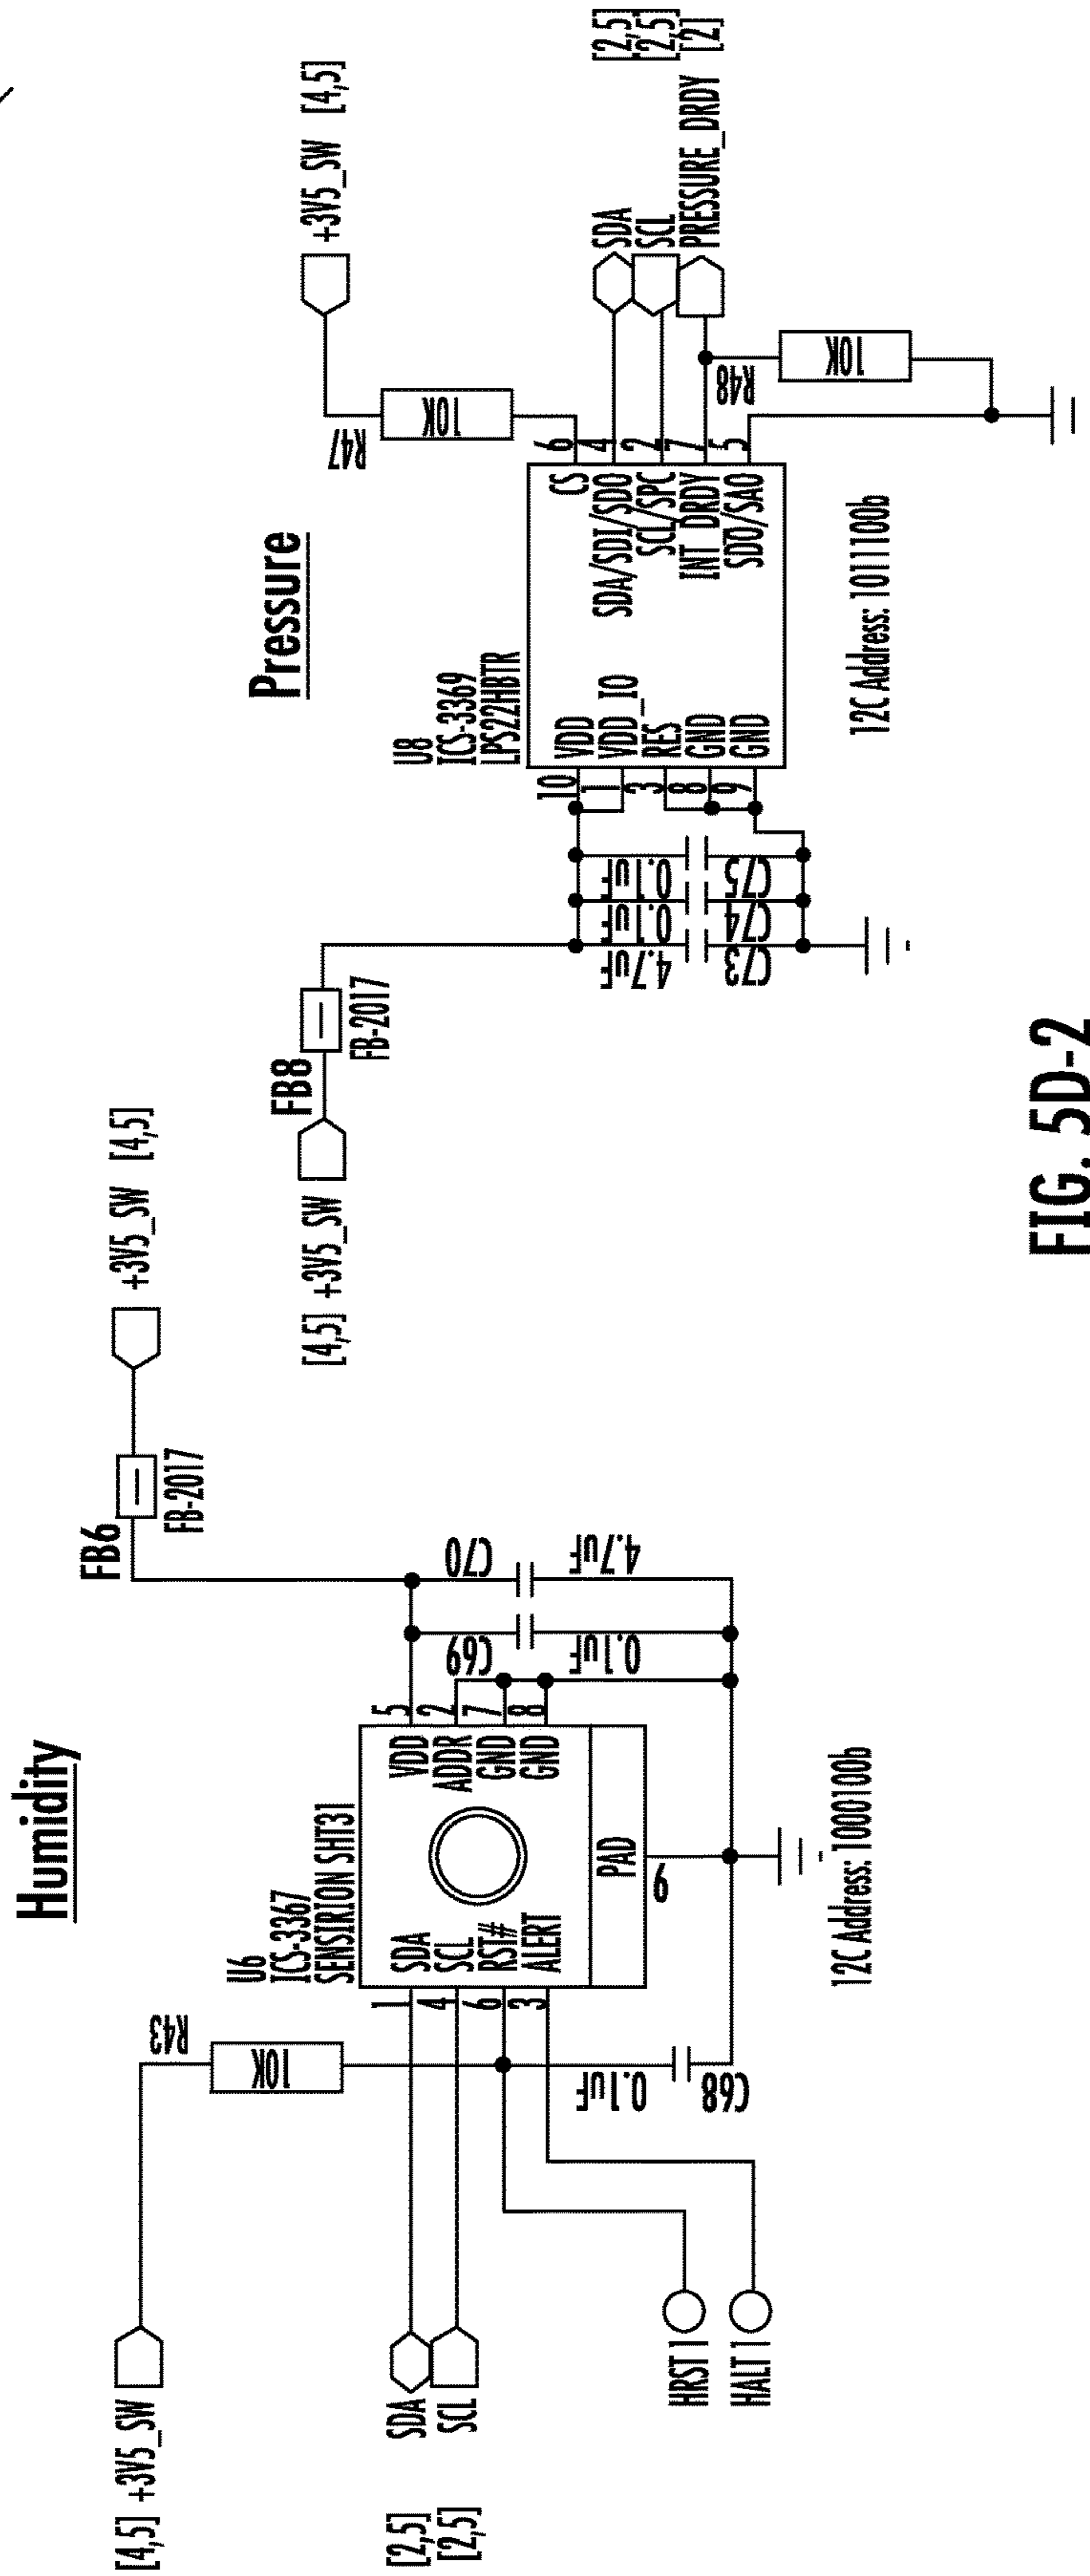 Humidity
[4,5] +3V5_SW
R43
10K
U6
ICS-3367
SENSIRION SHT31
FB6
FB-2017
+3V5_SW [4,5]
[2,5] SDA
[2,5] SCL
1 SDA
4 SCL
6 RST#
3 ALERT
VDD 5
ADDR 2
GND 7
GND 8
PAD
9
C69
0.1uF
C70
4.7uF
0.1uF
C68
HRST1
HALT1
12C Address: 1000100b
Pressure
[4,5] +3V5_SW
FB8
FB-2017
U8
ICS-3369
LPS22HBTR
R47
10K
+3V5_SW [4,5]
10 VDD
1 VDD_IO
3 RES
8 GND
9 GND
CS 6
SDA/SDI/SDO 4
SCL/SPC 2
INT_DRDY 7
SDO/SAO 5
SDA [2,5]
SCL [2,5]
PRESSURE_DRDY [2]
4.7uF
C73
0.1uF
C74
0.1uF
C75
R48
10K
12C Address: 1011100b
FIG. 5D-2